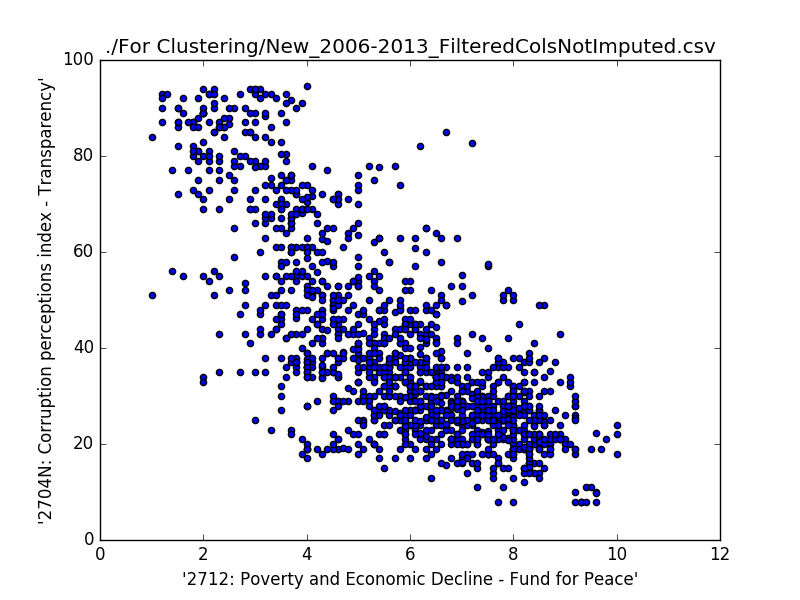 ./For Clustering/New_2006-2013_FilteredColsNotImputed.csv
100
80
60
40
20
0
'2704N: Corruption perceptions index - Transparency'
0 2 4 6 8 10 12
'2712: Poverty and Economic Decline - Fund for Peace'